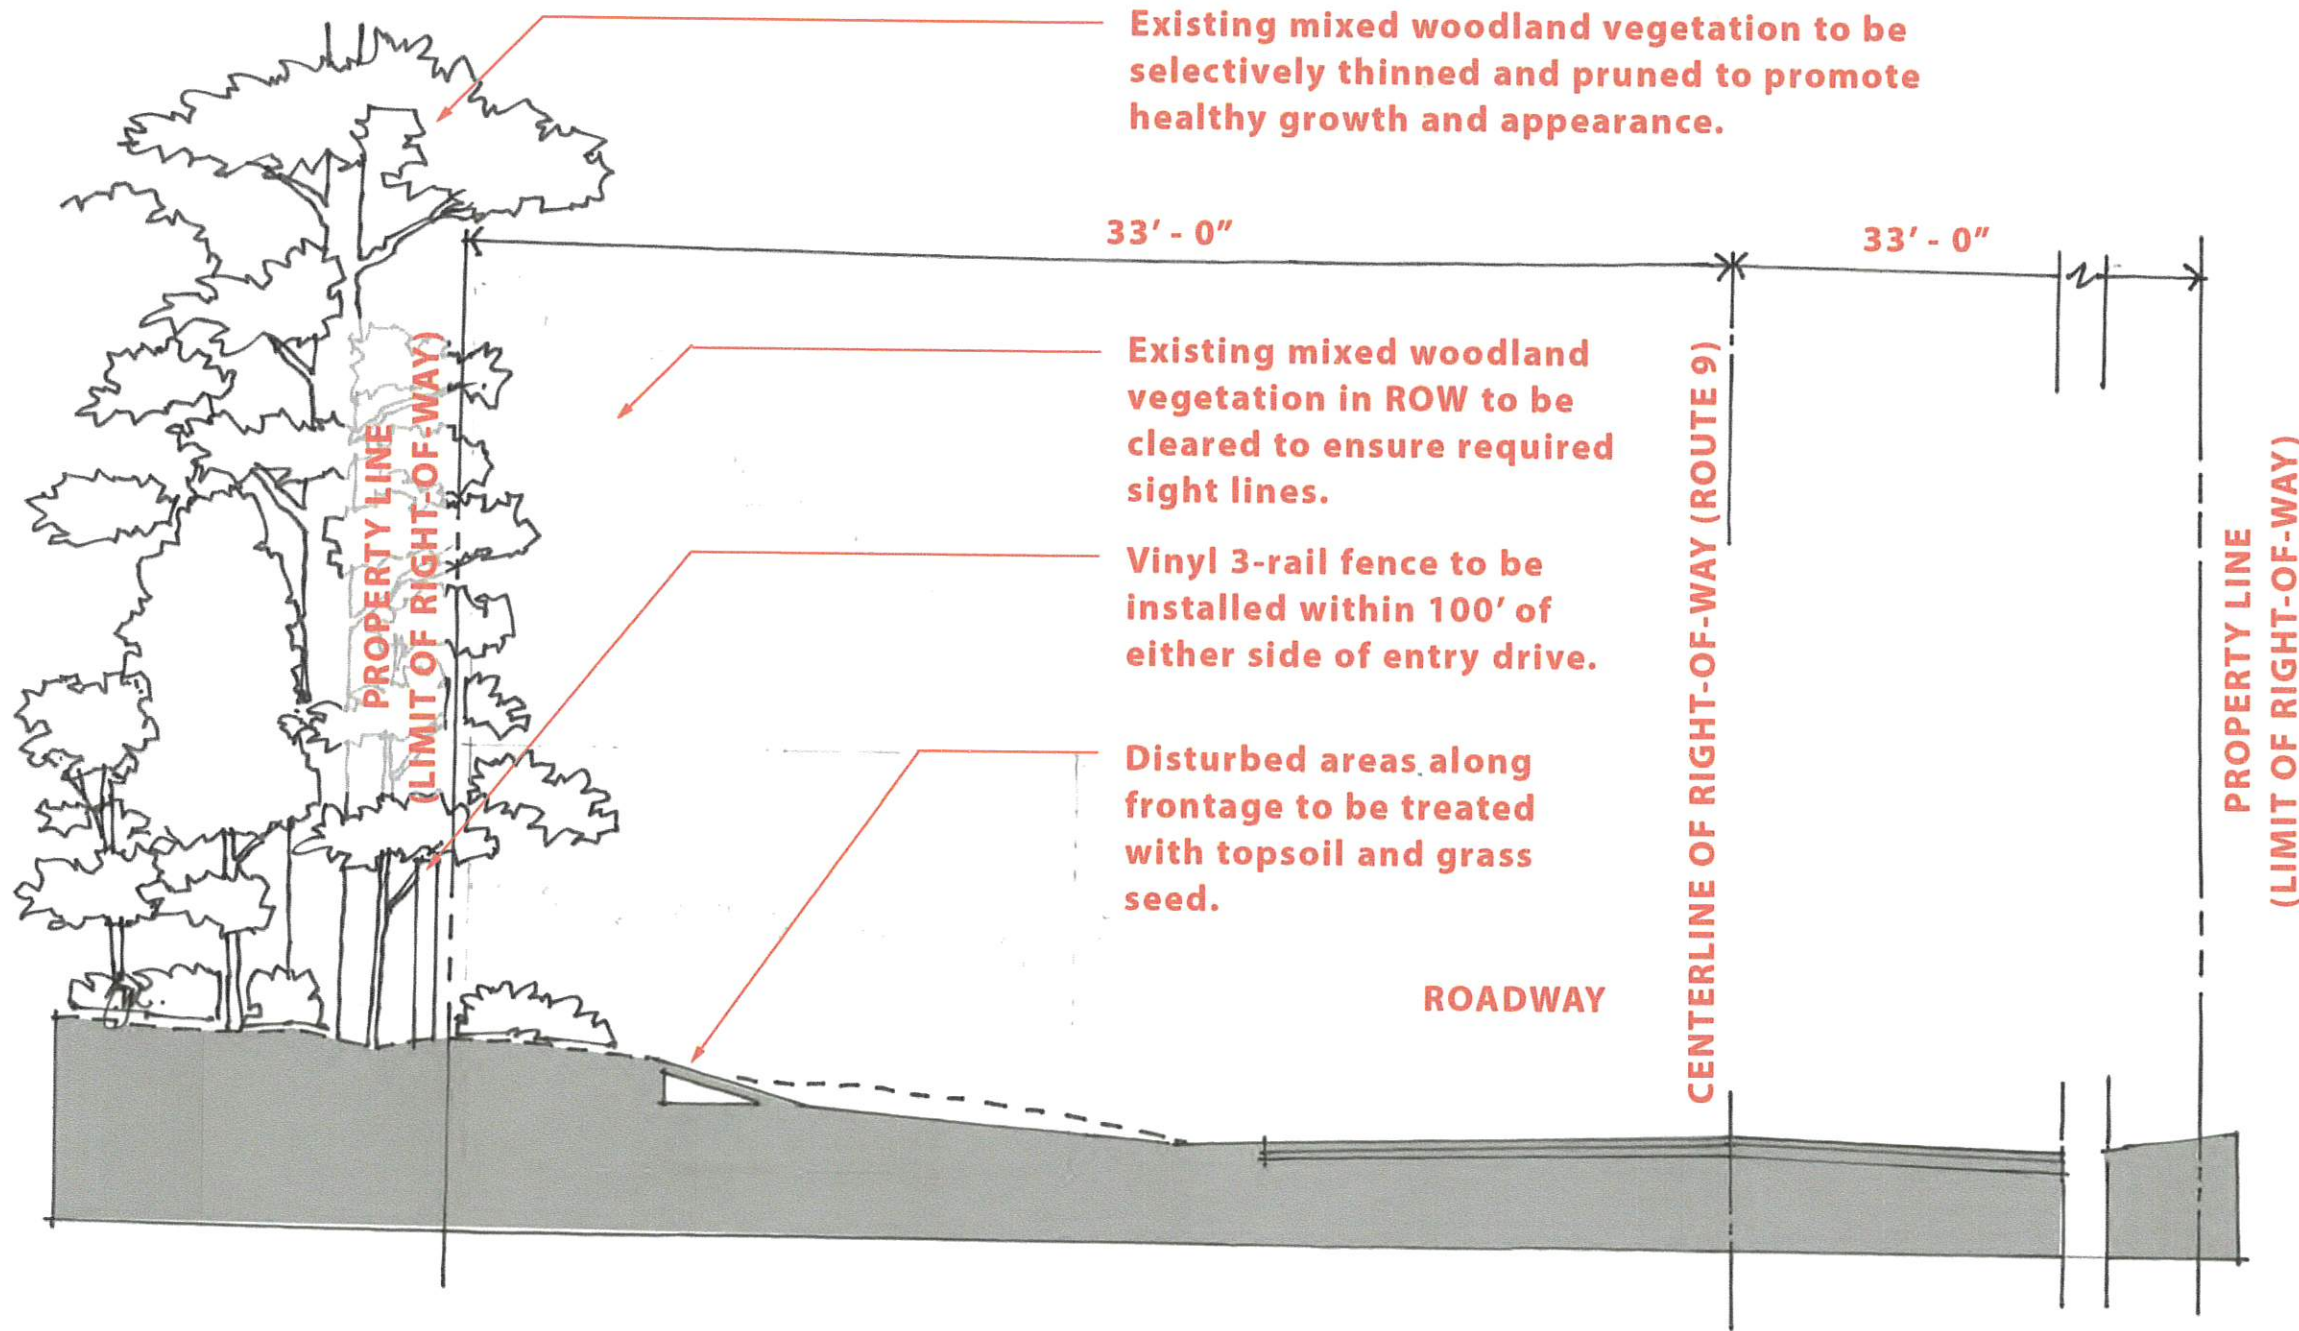 Existing mixed woodland vegetation to be
selectively thinned and pruned to promote
healthy growth and appearance.
33' - 0"
33' - 0"
Existing mixed woodland
vegetation in ROW to be
cleared to ensure required
sight lines.
Vinyl 3-rail fence to be
installed within 100' of
either side of entry drive.
Disturbed areas along
frontage to be treated
with topsoil and grass
seed.
ROADWAY
PROPERTY LINE
(LIMIT OF RIGHT-OF-WAY)
CENTERLINE OF RIGHT-OF-WAY (ROUTE 9)
PROPERTY LINE
(LIMIT OF RIGHT-OF-WAY)